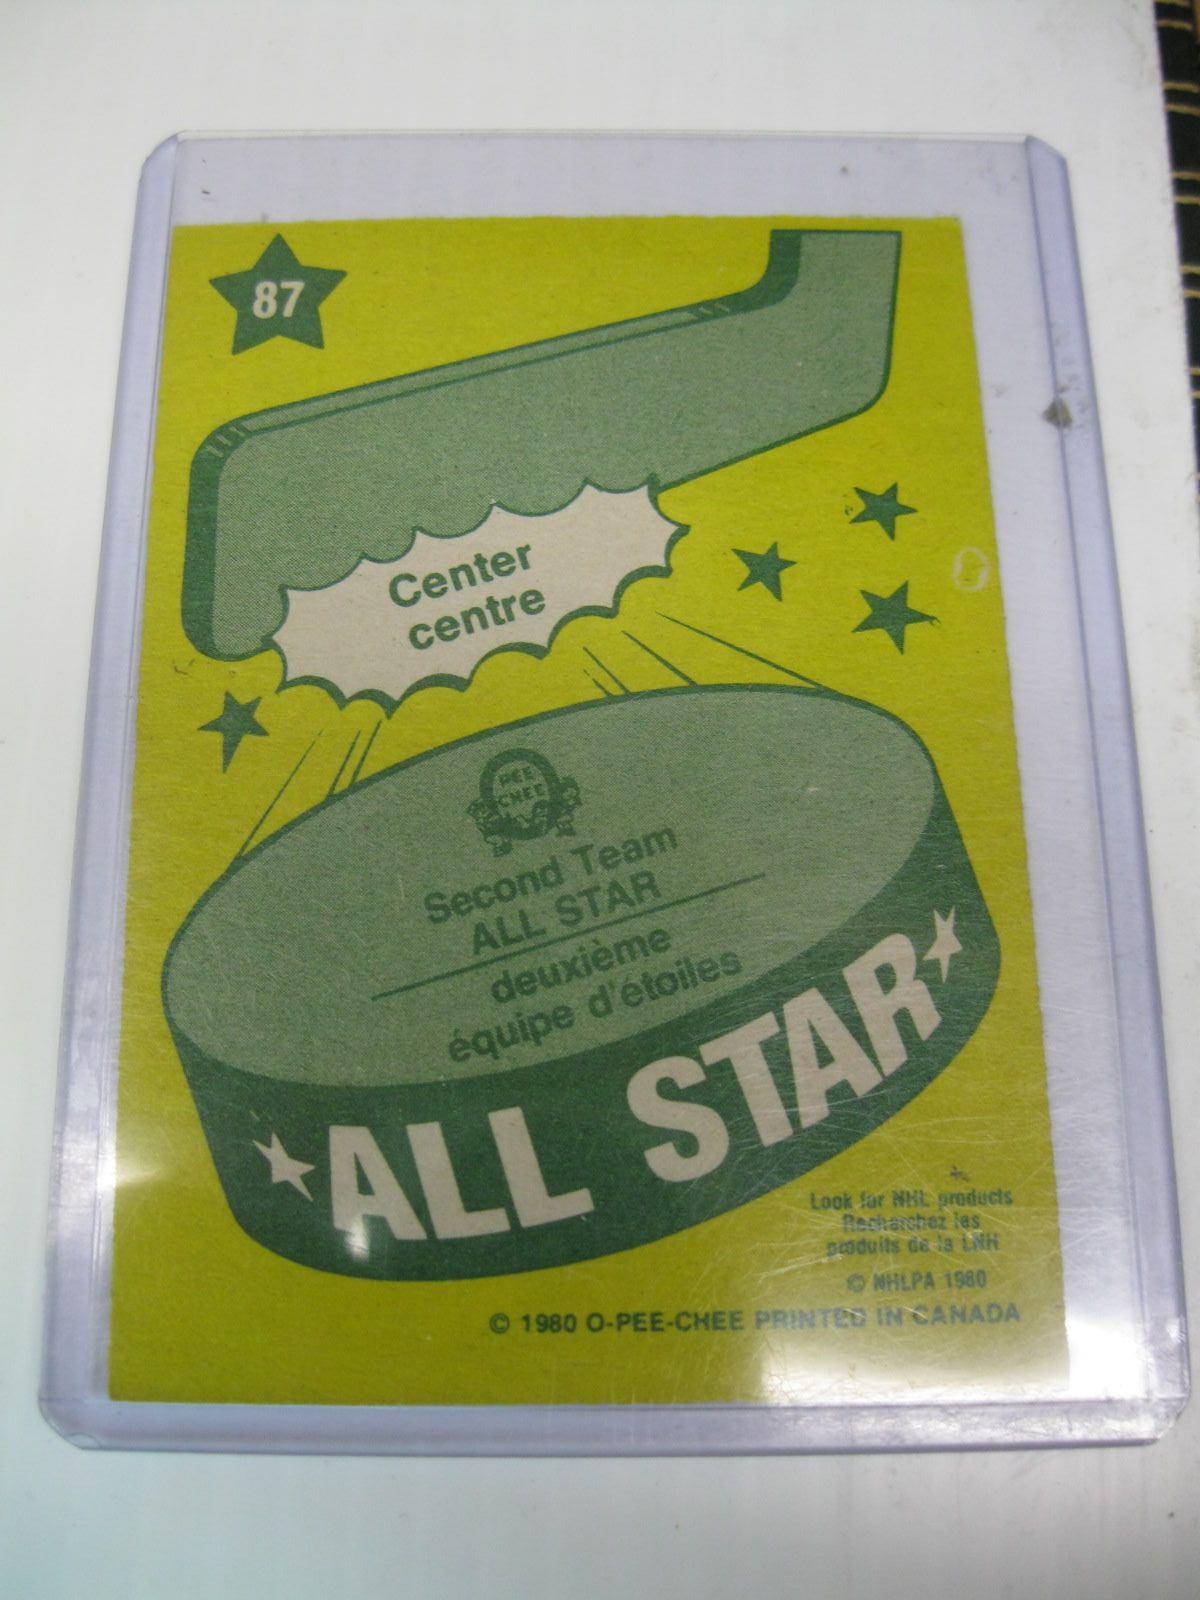 87
Center
centre
PEE
CHEE
Second Team
ALL STAR
deuxième
équipe d'étoiles
ALL STAR
Look for NHL products
Recherchez les
produits de la LNH
© NHLPA 1980
© 1980 O-PEE-CHEE PRINTED IN CANADA